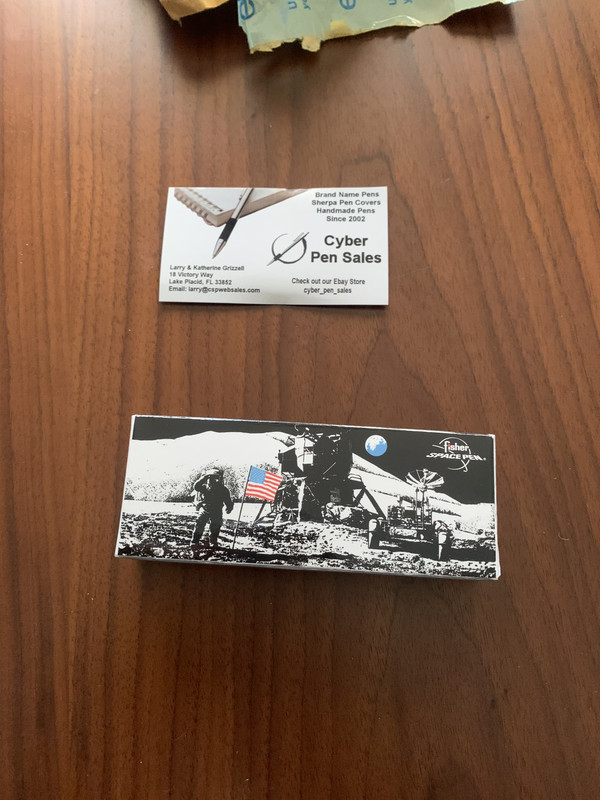 Brand Name Pens
Sherpa Pen Covers
Handmade Pens
Since 2002
Cyber
Pen Sales
Larry & Katherine Grizzell
18 Victory Way
Lake Placid, FL 33852
Email: larry@cspwebsales.com
Check out our Ebay Store
cyber_pen_sales
fisher
SPACE PEN